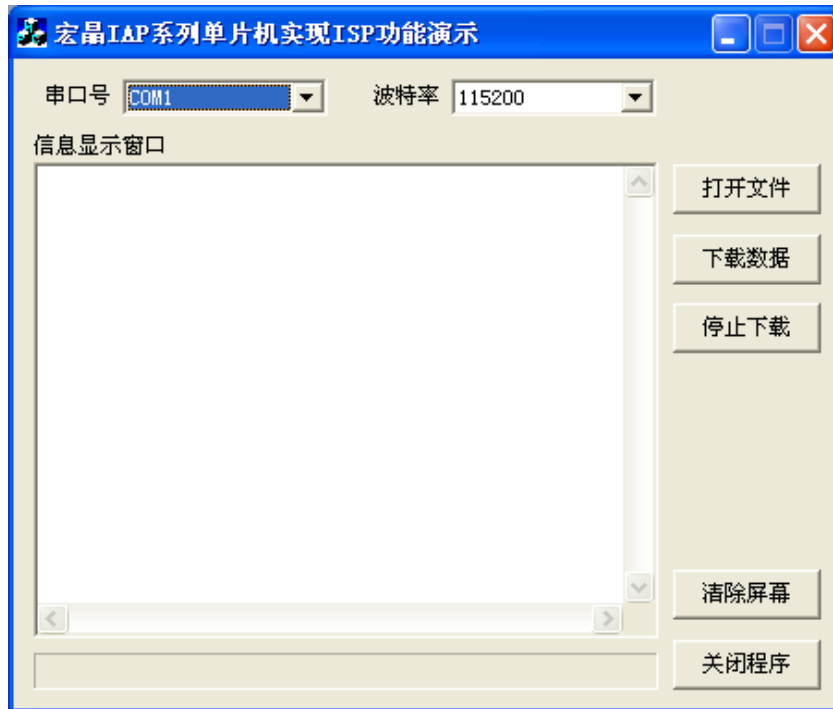 宏晶IAP系列单片机实现ISP功能演示
串口号 COM1 波特率 115200
信息显示窗口
打开文件
下载数据
停止下载
清除屏幕
关闭程序